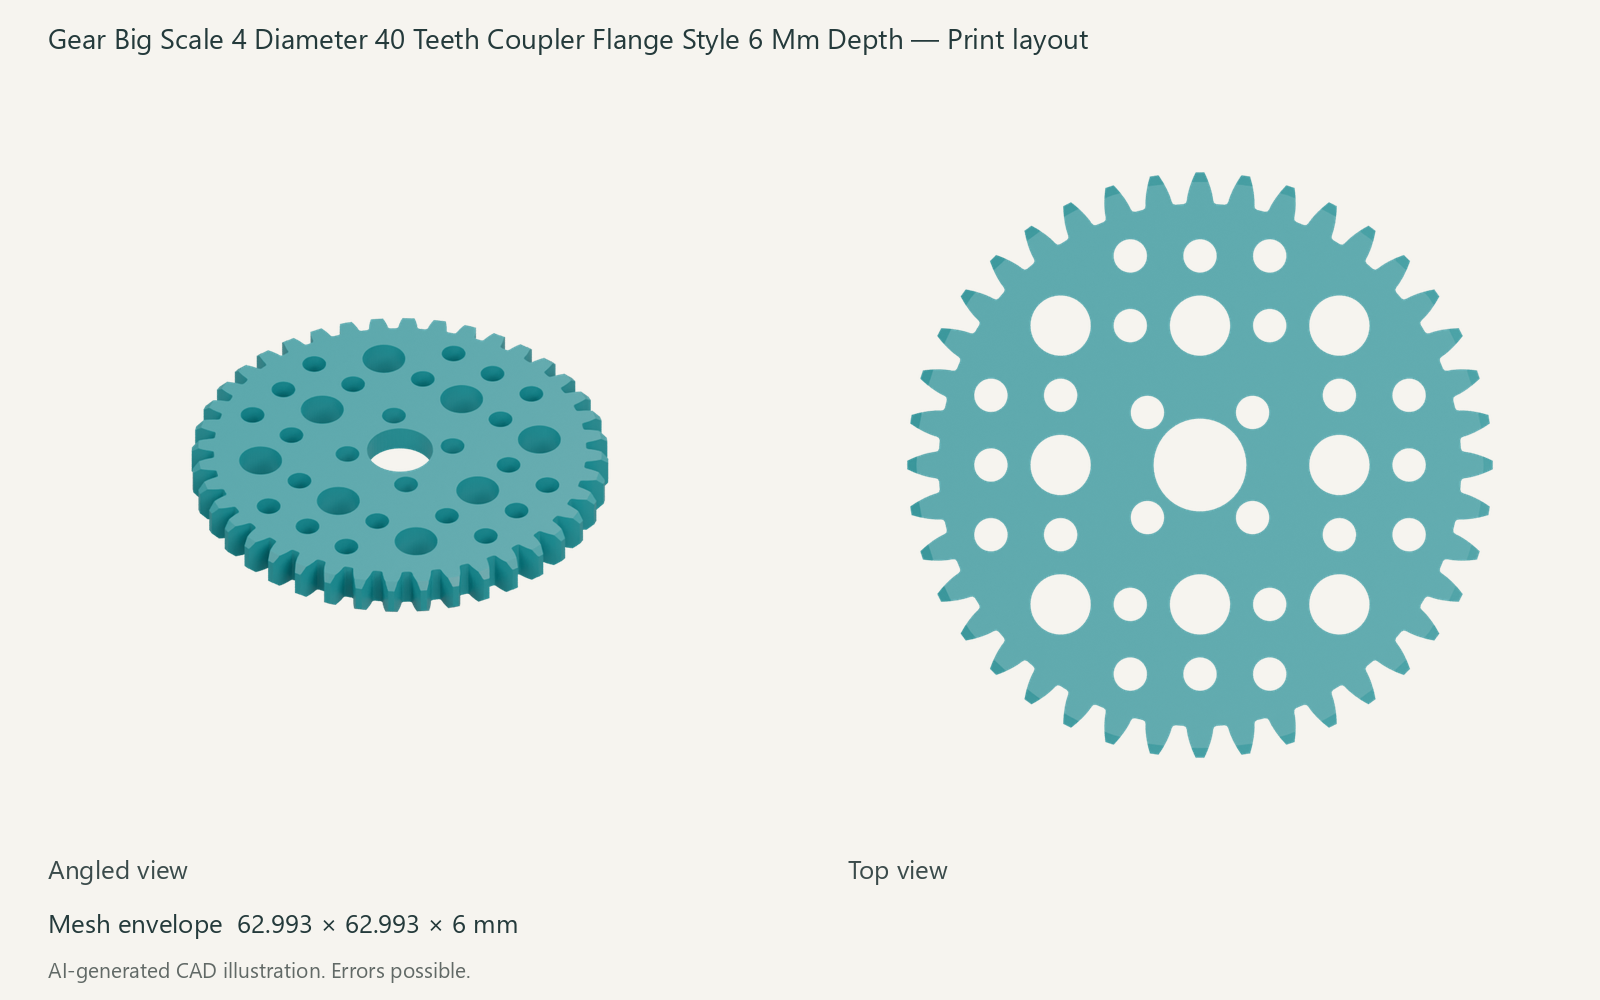 Gear Big Scale 4 Diameter 40 Teeth Coupler Flange Style 6 Mm Depth — Print layout
Angled view
Top view
Mesh envelope 62.993 × 62.993 × 6 mm
AI-generated CAD illustration. Errors possible.